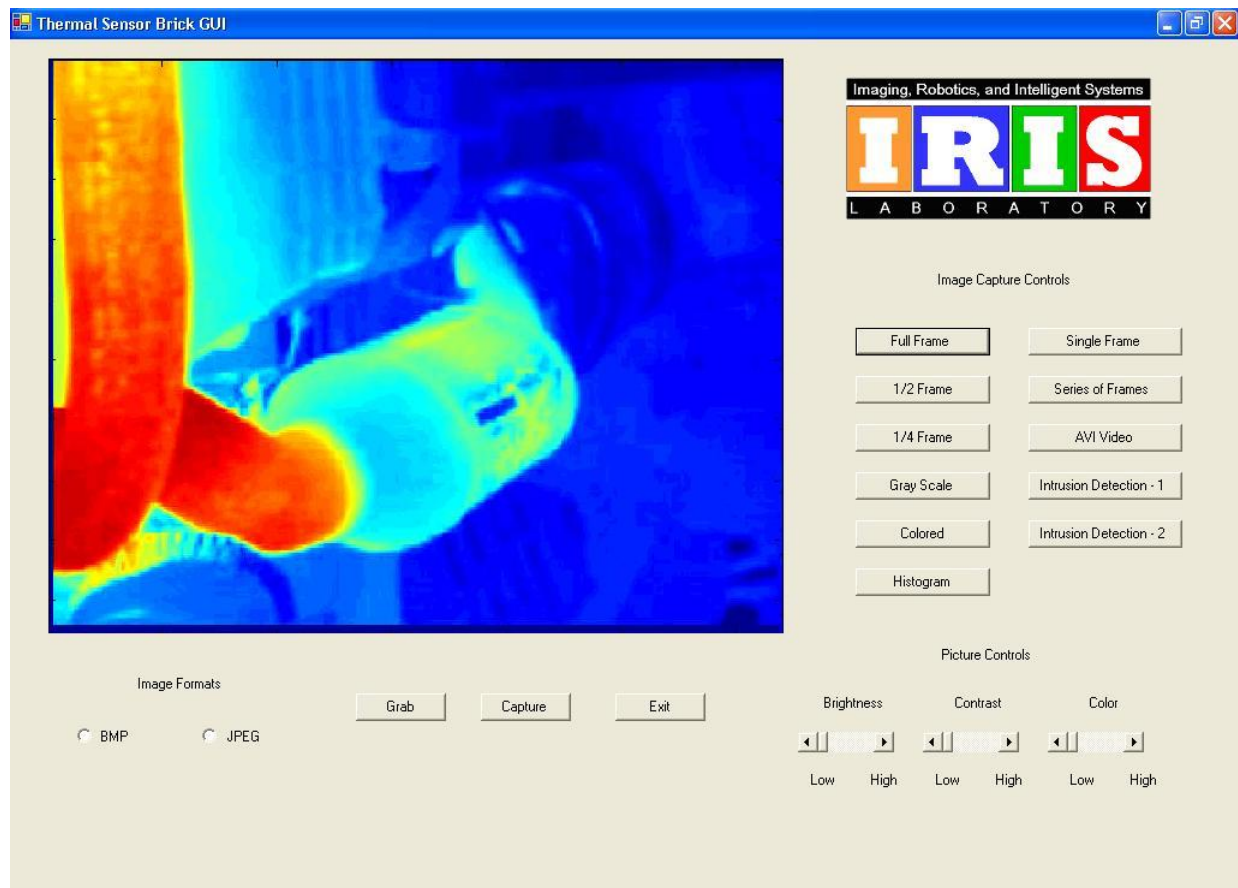 Thermal Sensor Brick GUI
Imaging, Robotics, and Intelligent Systems
IRIS
LABORATORY
Image Capture Controls
Full Frame
Single Frame
1/2 Frame
Series of Frames
1/4 Frame
AVI Video
Gray Scale
Intrusion Detection - 1
Colored
Intrusion Detection - 2
Histogram
Picture Controls
Image Formats
Grab
Capture
Exit
Brightness
Contrast
Color
BMP
JPEG
Low
High
Low
High
Low
High